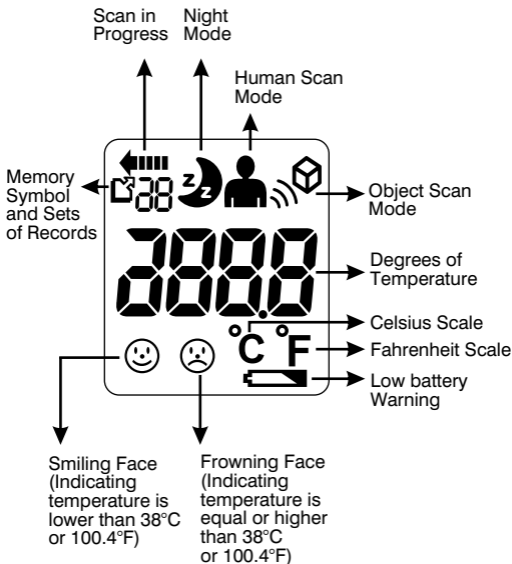 Scan in
Progress
Night
Mode
Human Scan
Mode
Memory
Symbol
and Sets
of Records
38
z
z
Object Scan
Mode
3888
Degrees of
Temperature
°C
°F
Celsius Scale
Fahrenheit Scale
Low battery
Warning
Smiling Face
(Indicating
temperature is
lower than 38°C
or 100.4°F)
Frowning Face
(Indicating
temperature is
equal or higher
than 38°C
or 100.4°F)